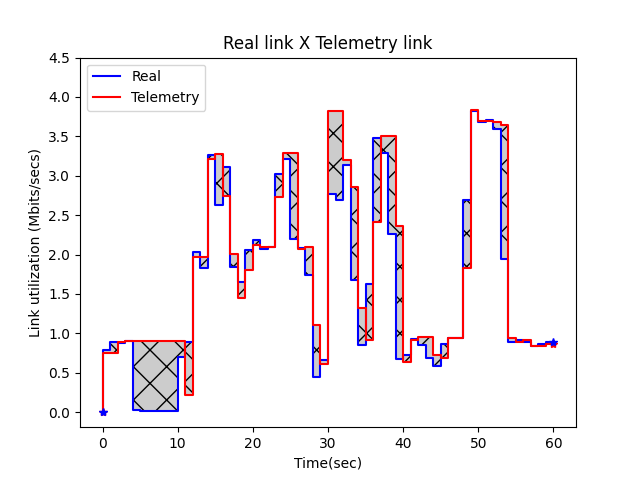 Real link X Telemetry link
Real
Telemetry
Link utilization (Mbits/secs)
4.5
4.0
3.5
3.0
2.5
2.0
1.5
1.0
0.5
0.0
0 10 20 30 40 50 60
Time(sec)